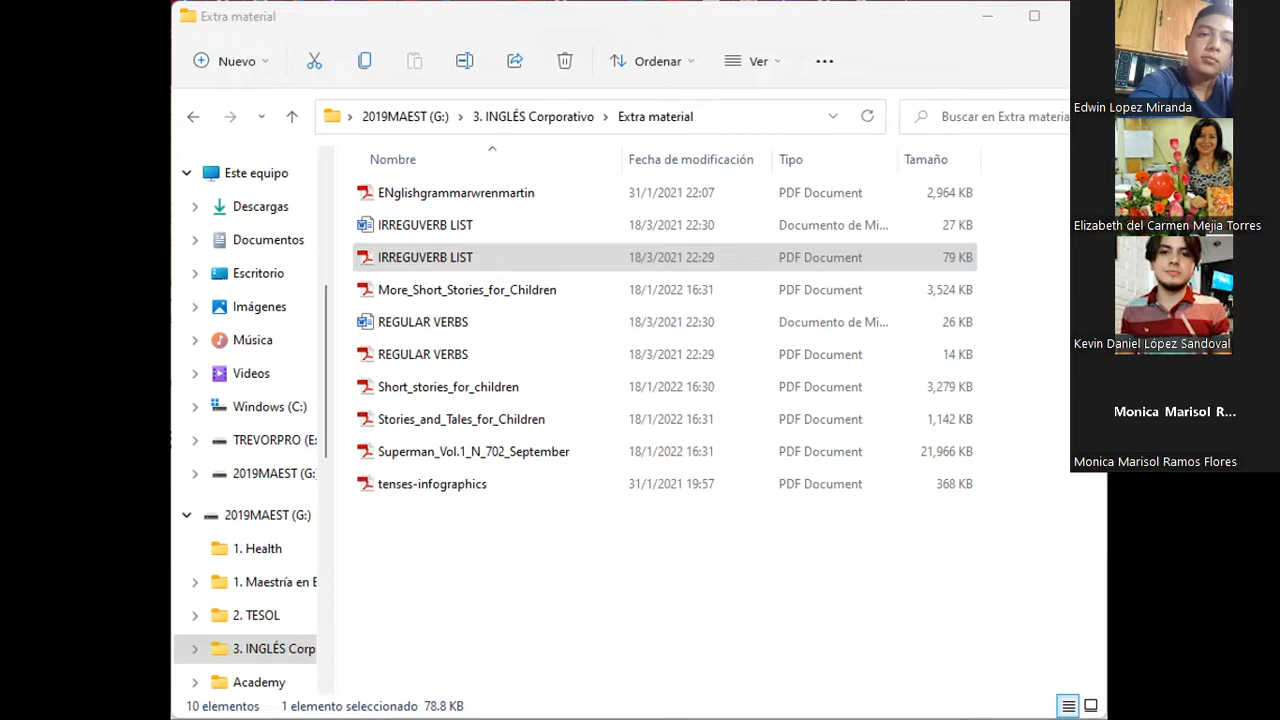 Extra material
Nuevo
Ordenar
Ver
2019MAEST (G:) > 3. INGLÉS Corporativo > Extra material
Buscar en Extra materia
Nombre
Fecha de modificación
Tipo
Tamaño
ENglishgrammarwrenmartin 31/1/2021 22:07 PDF Document 2,964 KB
IRREGUVERB LIST 18/3/2021 22:30 Documento de Mi... 27 KB
IRREGUVERB LIST 18/3/2021 22:29 PDF Document 79 KB
More_Short_Stories_for_Children 18/1/2022 16:31 PDF Document 3,524 KB
REGULAR VERBS 18/3/2021 22:30 Documento de Mi... 26 KB
REGULAR VERBS 18/3/2021 22:29 PDF Document 14 KB
Short_stories_for_children 18/1/2022 16:30 PDF Document 3,279 KB
Stories_and_Tales_for_Children 18/1/2022 16:31 PDF Document 1,142 KB
Superman_Vol.1_N_702_September 18/1/2022 16:31 PDF Document 21,966 KB
tenses-infographics 31/1/2021 19:57 PDF Document 368 KB
Este equipo
Descargas
Documentos
Escritorio
Imágenes
Música
Videos
Windows (C:)
TREVORPRO (E:
2019MAEST (G:
2019MAEST (G:)
1. Health
1. Maestría en E
2. TESOL
3. INGLÉS Corp
Academy
10 elementos
1 elemento seleccionado 78.8 KB
Edwin Lopez Miranda
Elizabeth del Carmen Mejia Torres
Kevin Daniel López Sandoval
Monica Marisol R...
Monica Marisol Ramos Flores